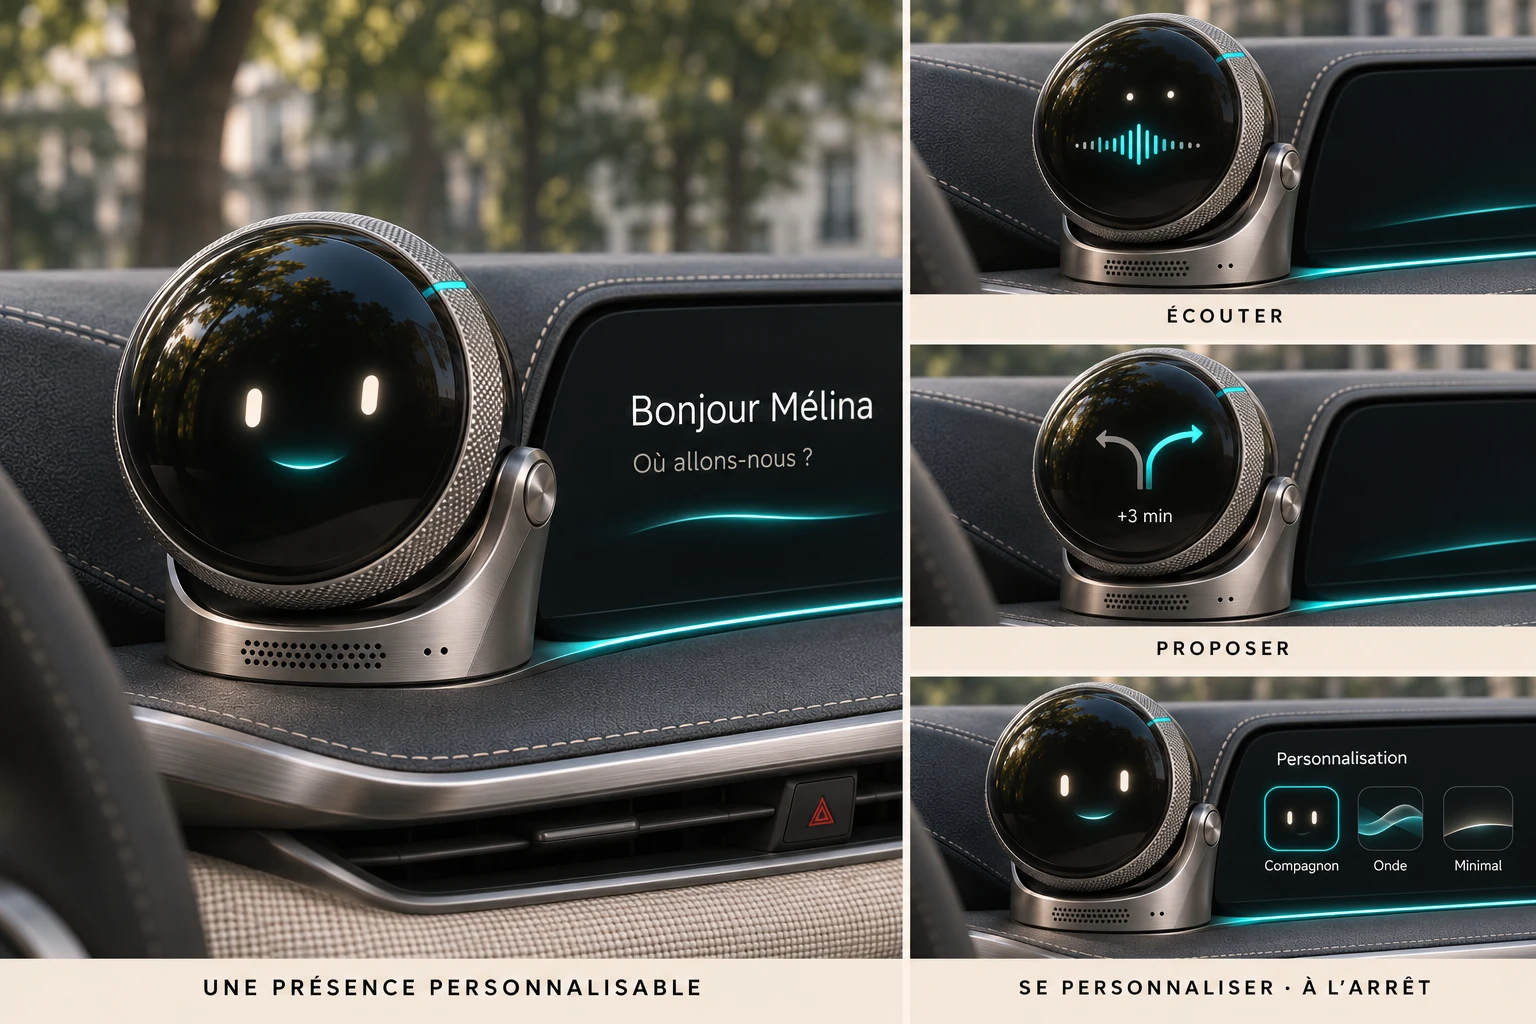 Bonjour Mélina
Où allons-nous ?
UNE PRÉSENCE PERSONNALISABLE
ÉCOUTER
+3 min
PROPOSER
Personnalisation
Compagnon Onde Minimal
SE PERSONNALISER · À L’ARRÊT